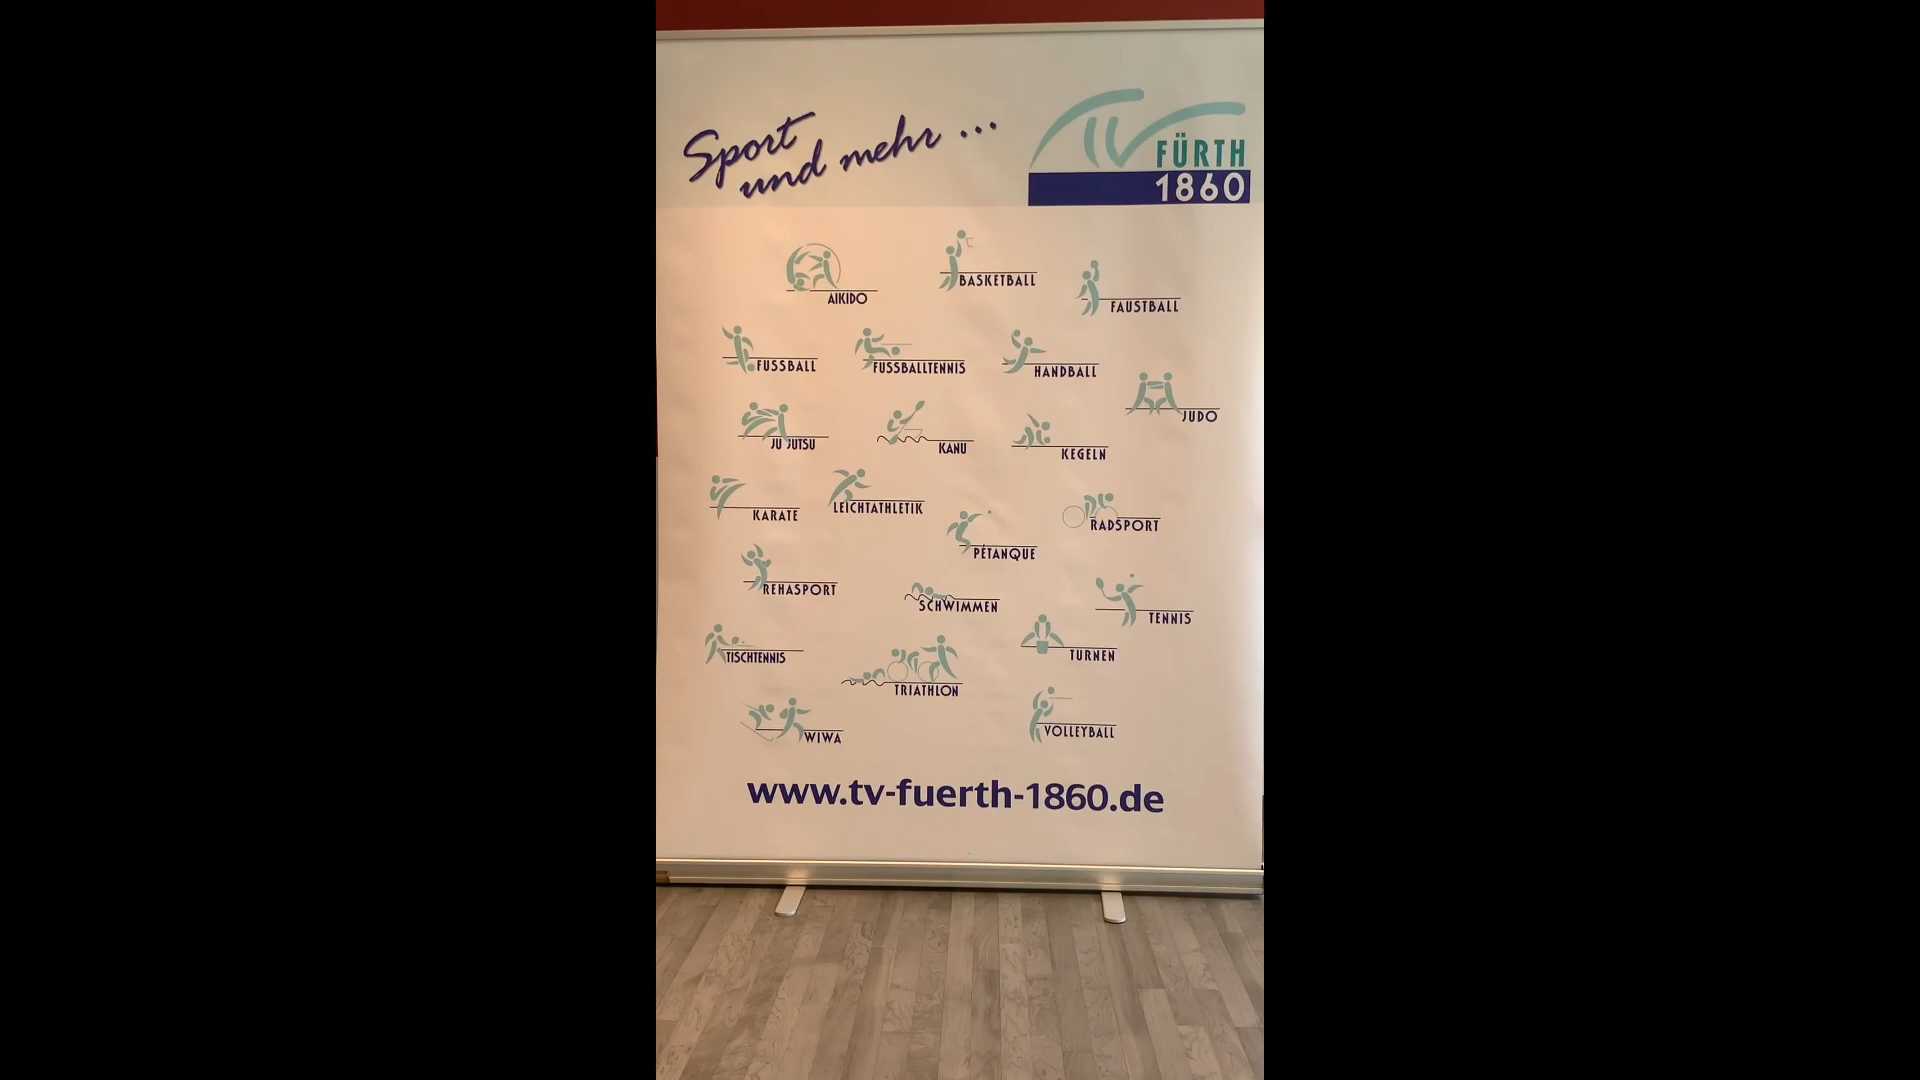 Sport
und mehr ...
TV
FÜRTH
1860
AIKIDO
BASKETBALL
FAUSTBALL
FUSSBALL
FUSSBALLTENNIS
HANDBALL
JUDO
JU JUTSU
KANU
KEGELN
KARATE
LEICHTATHLETIK
PÉTANQUE
RADSPORT
REHASPORT
SCHWIMMEN
TENNIS
TISCHTENNIS
TRIATHLON
TURNEN
WIWA
VOLLEYBALL
www.tv-fuerth-1860.de